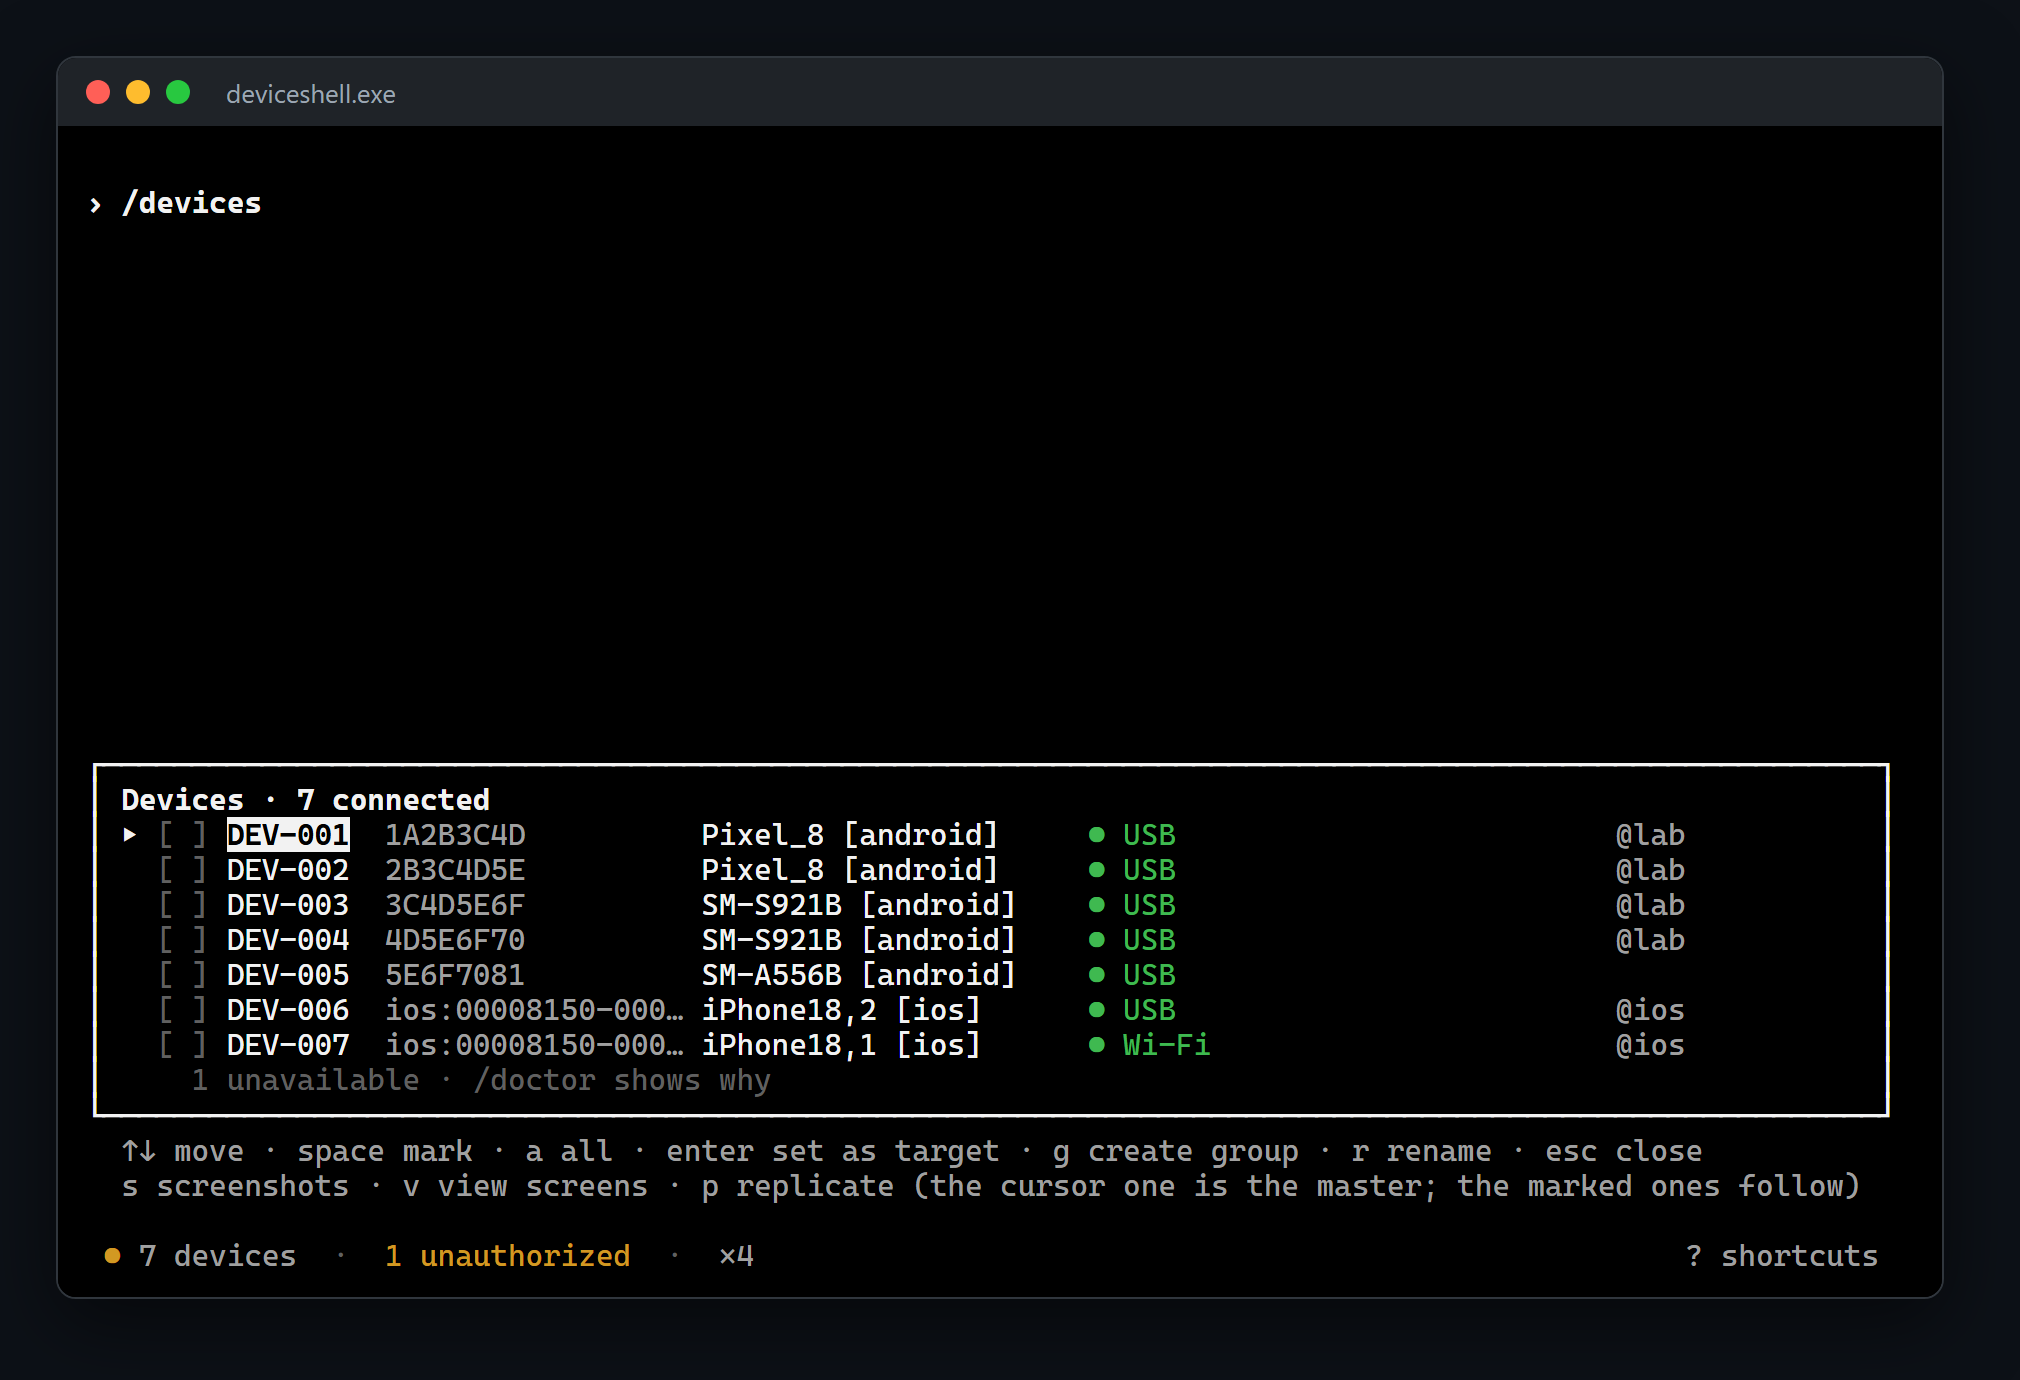 deviceshell.exe
› /devices
Devices · 7 connected
▸ [ ] DEV-001 1A2B3C4D Pixel_8 [android] ● USB @lab
[ ] DEV-002 2B3C4D5E Pixel_8 [android] ● USB @lab
[ ] DEV-003 3C4D5E6F SM-S921B [android] ● USB @lab
[ ] DEV-004 4D5E6F70 SM-S921B [android] ● USB @lab
[ ] DEV-005 5E6F7081 SM-A556B [android] ● USB
[ ] DEV-006 ios:00008150-000… iPhone18,2 [ios] ● USB @ios
[ ] DEV-007 ios:00008150-000… iPhone18,1 [ios] ● Wi-Fi @ios
1 unavailable · /doctor shows why
↑↓ move · space mark · a all · enter set as target · g create group · r rename · esc close
s screenshots · v view screens · p replicate (the cursor one is the master; the marked ones follow)
● 7 devices · 1 unauthorized · ×4 ? shortcuts